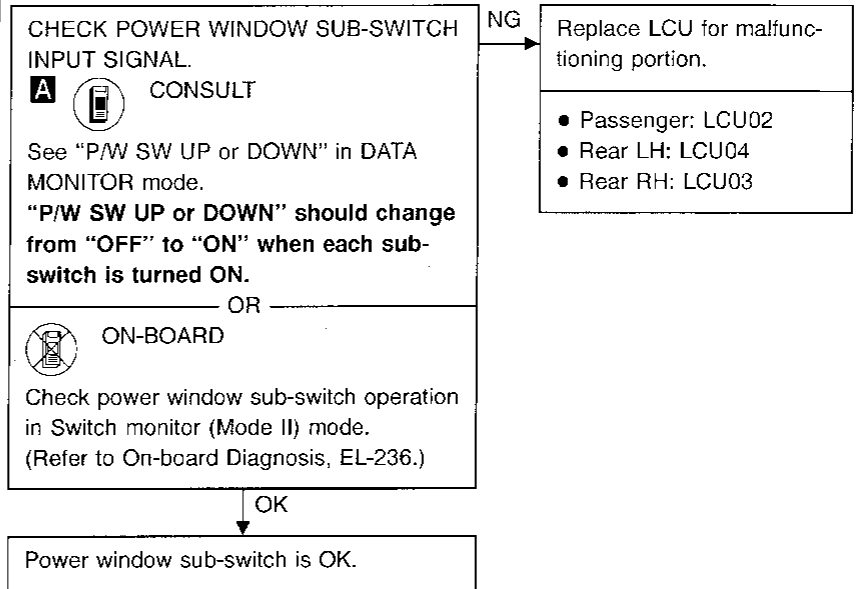 CHECK POWER WINDOW SUB-SWITCH
INPUT SIGNAL.
A CONSULT
See “P/W SW UP or DOWN” in DATA
MONITOR mode.
“P/W SW UP or DOWN” should change
from “OFF” to “ON” when each sub-
switch is turned ON.
OR
ON-BOARD
Check power window sub-switch operation
in Switch monitor (Mode II) mode.
(Refer to On-board Diagnosis, EL-236.)
NG
Replace LCU for malfunc-
tioning portion.
● Passenger: LCU02
● Rear LH: LCU04
● Rear RH: LCU03
OK
Power window sub-switch is OK.